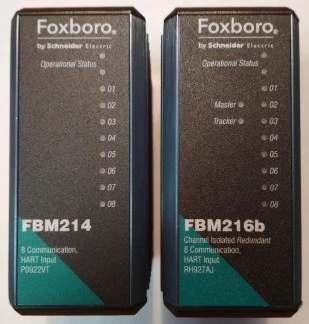 Foxboro®
by Schneider Electric
Operational Status
01
02
03
04
05
06
07
08
FBM214
8 Communication,
HART Input
P0922VT
Foxboro®
by Schneider Electric
Operational Status
01
Master 02
Tracker 03
04
05
06
07
08
FBM216b
Channel Isolated Redundant
8 Communication,
HART Input
RH927AJ